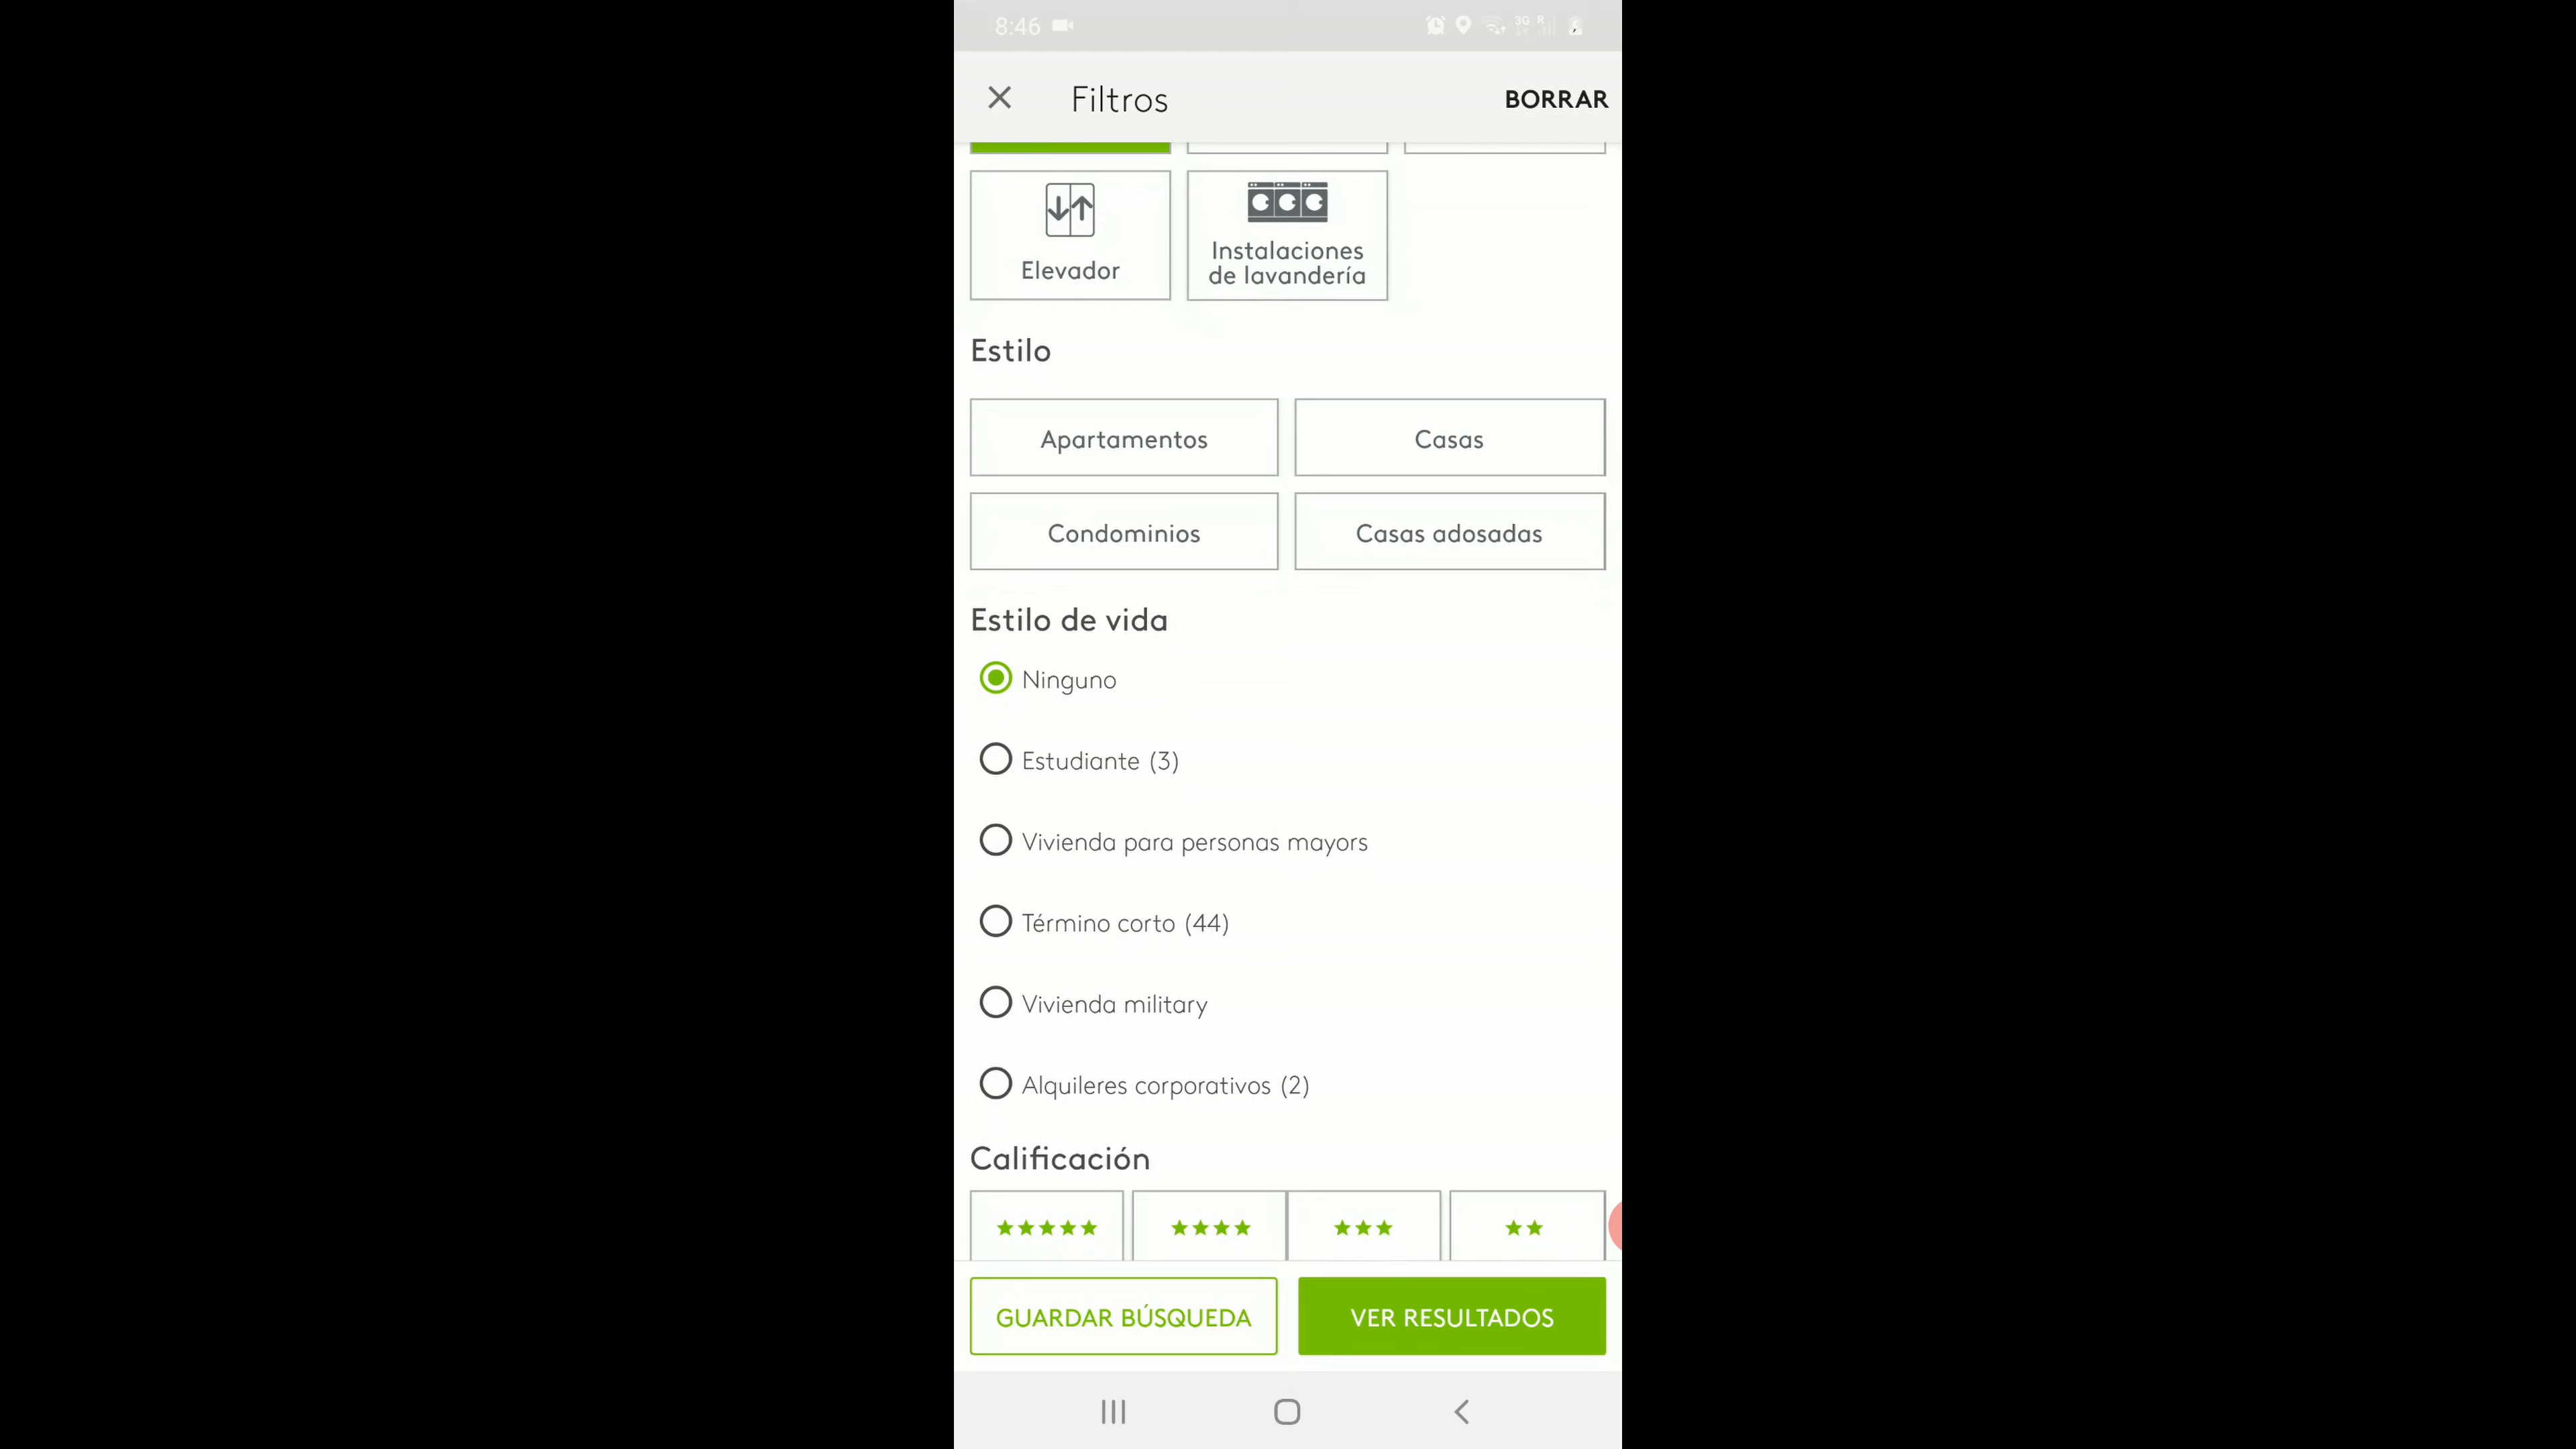 8:46
3G R
Filtros
BORRAR
Elevador
Instalaciones
de lavandería
Estilo
Apartamentos
Casas
Condominios
Casas adosadas
Estilo de vida
Ninguno
Estudiante (3)
Vivienda para personas mayors
Término corto (44)
Vivienda military
Alquileres corporativos (2)
Calificación
GUARDAR BÚSQUEDA
VER RESULTADOS